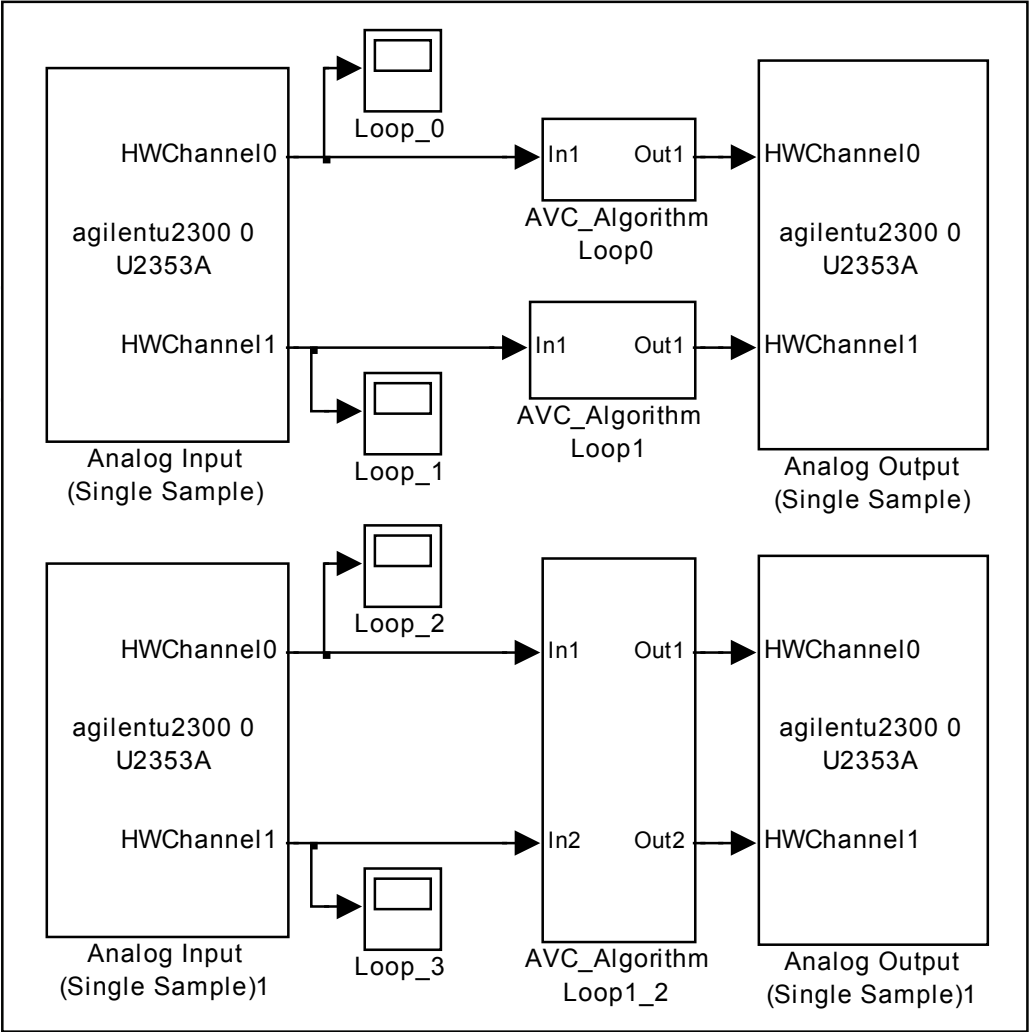 Loop_0
HWChannel0
In1
Out1
HWChannel0
agilentu2300 0
U2353A
AVC_Algorithm
Loop0
agilentu2300 0
U2353A
HWChannel1
In1
Out1
HWChannel1
Loop_1
AVC_Algorithm
Loop1
Analog Input
(Single Sample)
Analog Output
(Single Sample)
Loop_2
HWChannel0
In1
Out1
HWChannel0
agilentu2300 0
U2353A
agilentu2300 0
U2353A
HWChannel1
In2
Out2
HWChannel1
Loop_3
Analog Input
(Single Sample)1
AVC_Algorithm
Loop1_2
Analog Output
(Single Sample)1